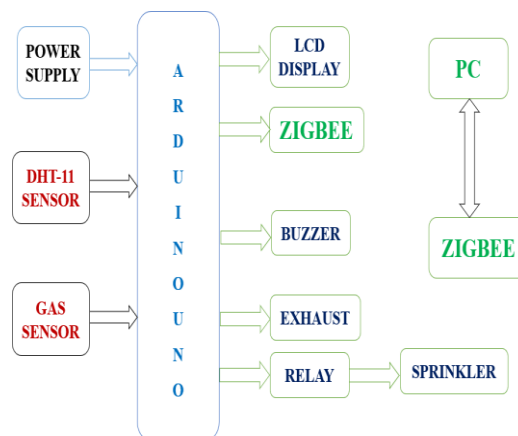 POWER
SUPPLY
DHT-11
SENSOR
GAS
SENSOR
A
R
D
U
I
N
O
U
N
O
LCD
DISPLAY
ZIGBEE
BUZZER
EXHAUST
RELAY
SPRINKLER
PC
ZIGBEE